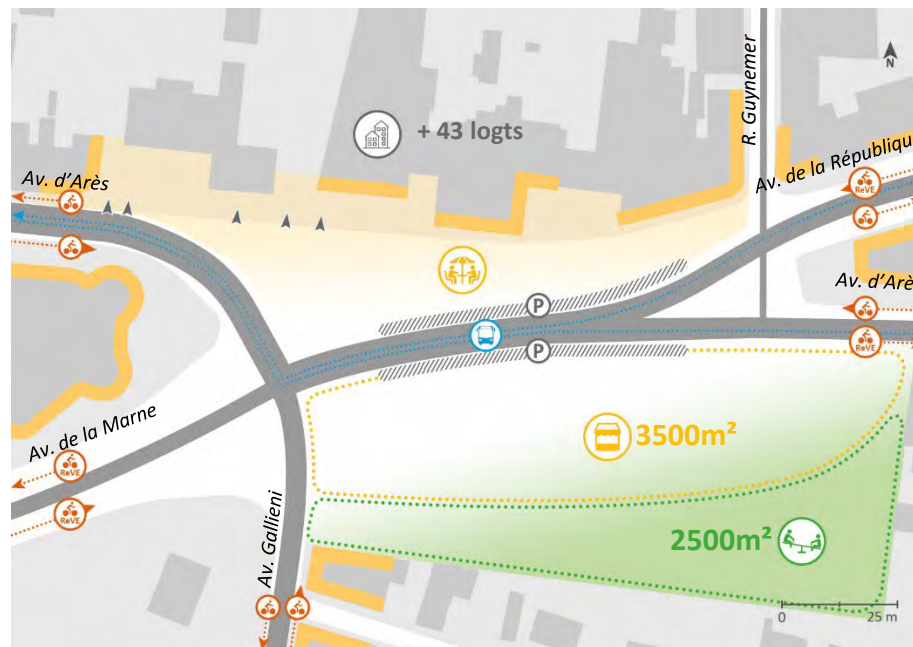 N
R. Guynemer
+ 43 logts
Av. d'Arès
Av. de la Républiqu
ReVE
P
Av. d'Arè
ReVE
P
3500m²
Av. de la Marne
ReVE
ReVE
Av. Gallieni
2500m²
0 25 m